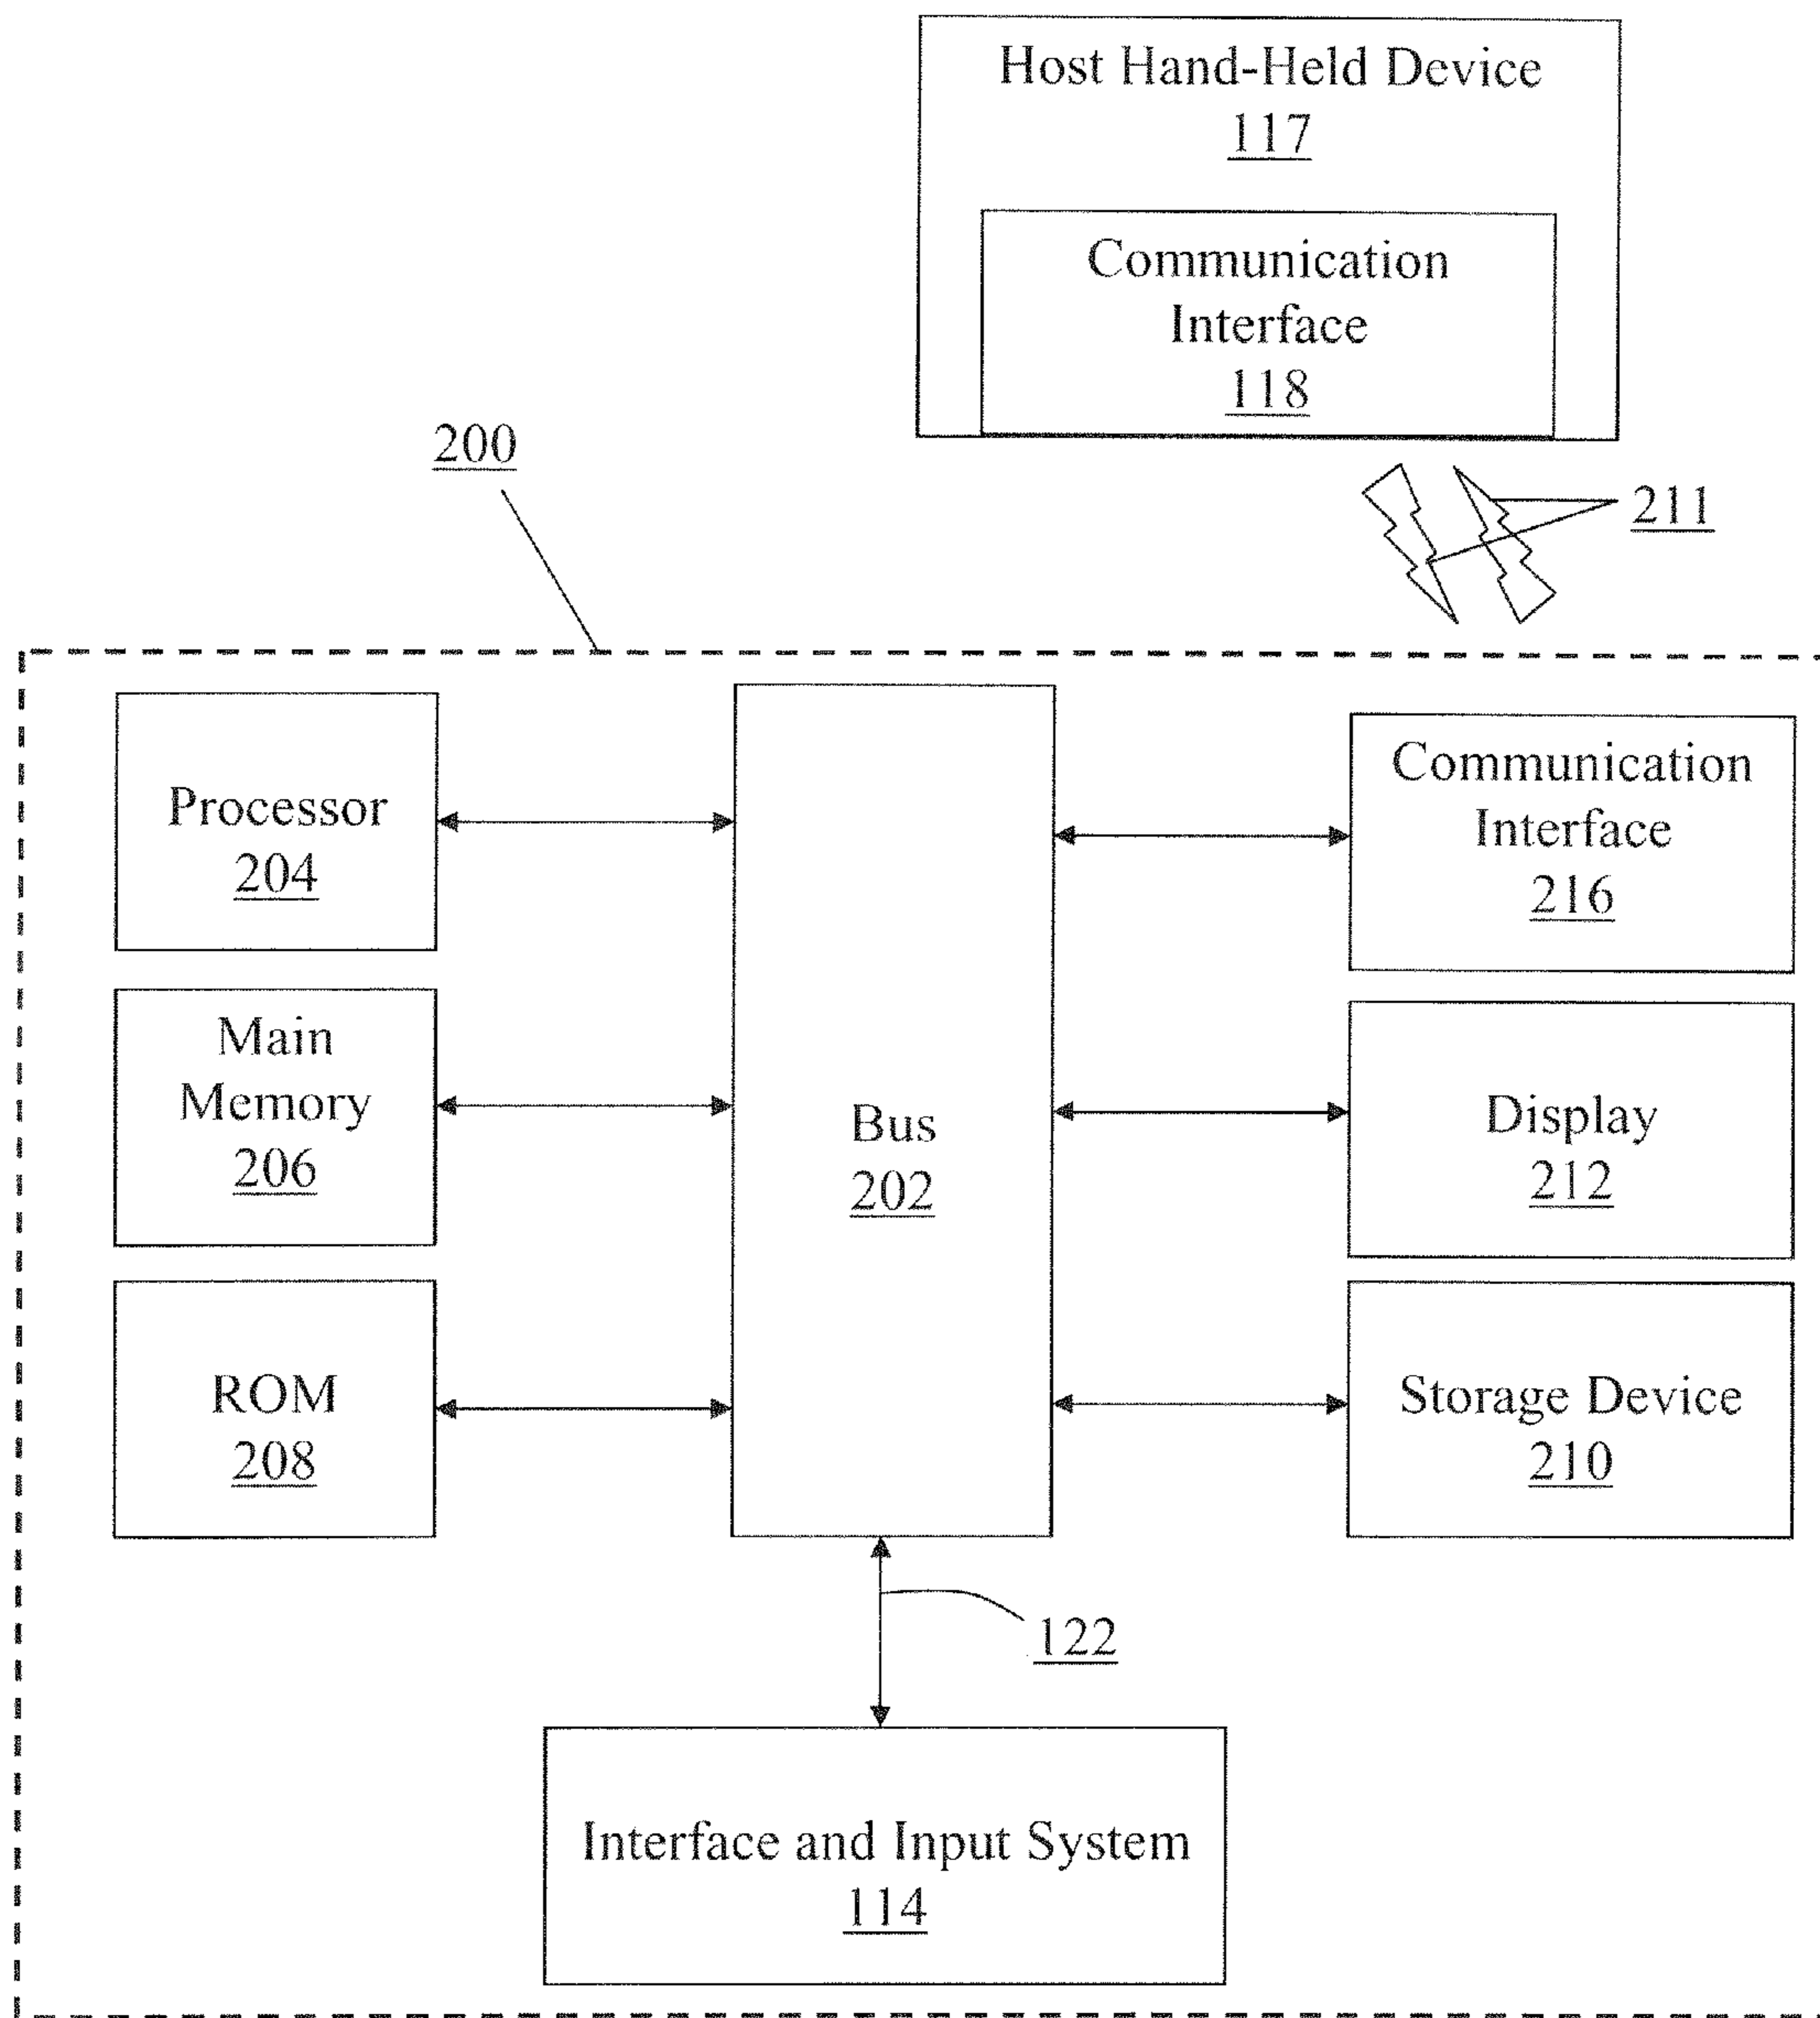 Host Hand-Held Device
117
Communication
Interface
118
200
211
Processor
204
Communication
Interface
216
Main
Memory
206
Bus
202
Display
212
ROM
208
Storage Device
210
122
Interface and Input System
114